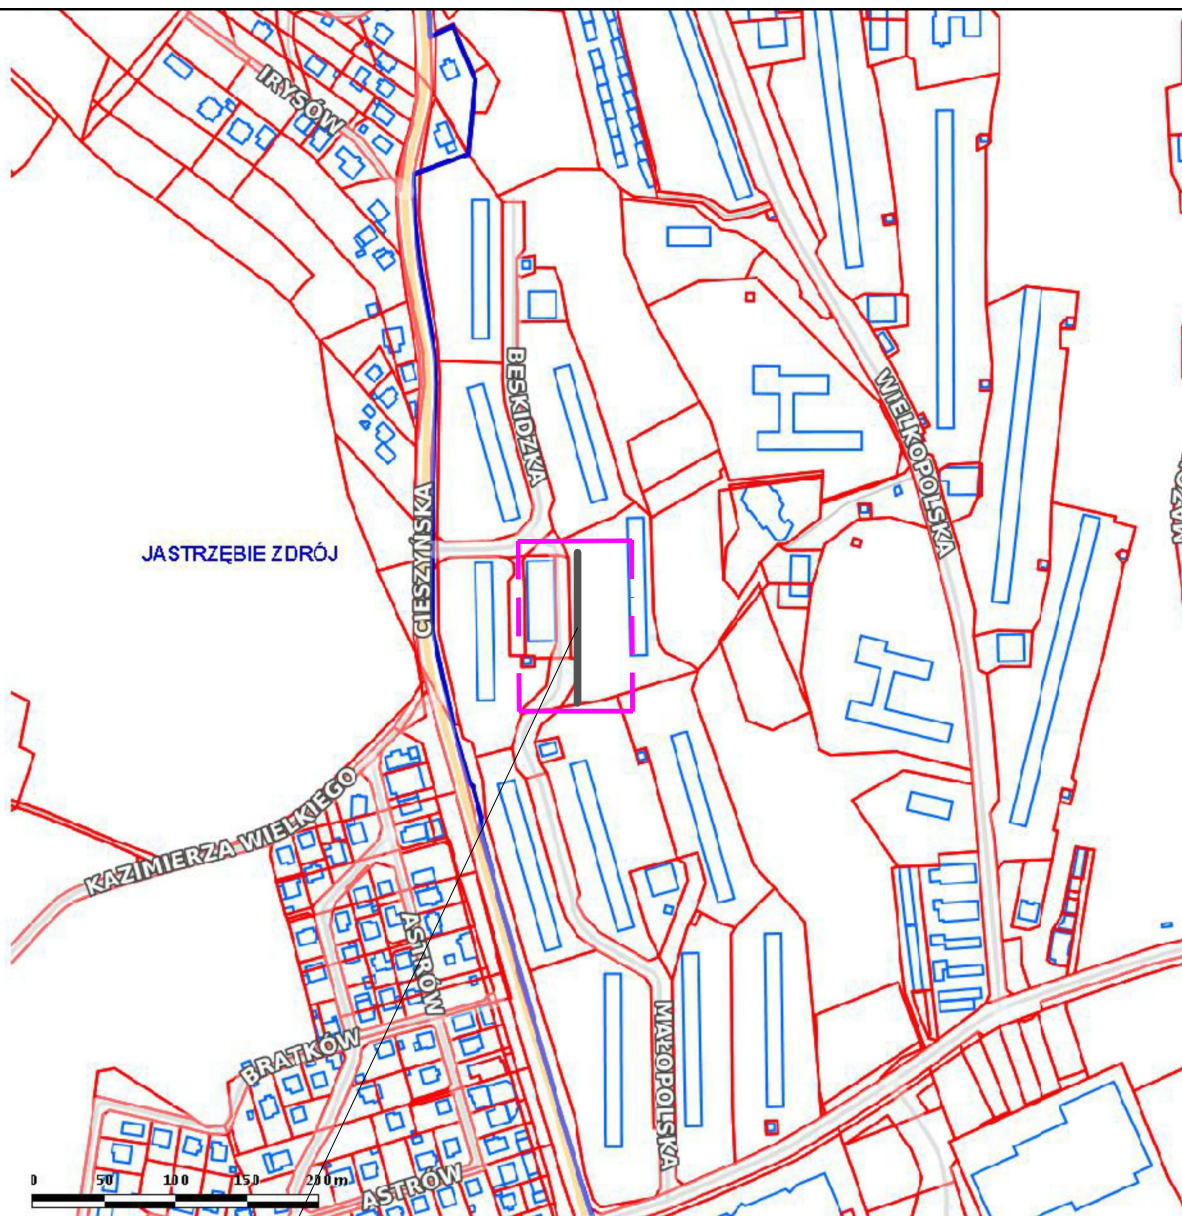 IRYSÓW
BESKIDZKA
WIELKOPOLSKA
CIESZYŃSKA
JASTRZĘBIE ZDRÓJ
KAZIMIERZA WIELKIEGO
ASTRÓW
BRATKÓW
MAŁOPOLSKA
ASTRÓW
0 50 100 150 200m